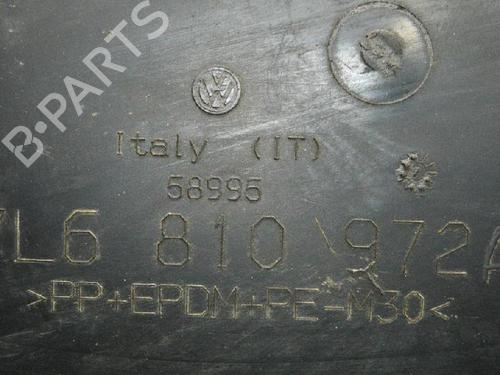 B·PARTS
Italy (IT)
58995
7L6 810 972A
>PP+EPDM+PE-M30<